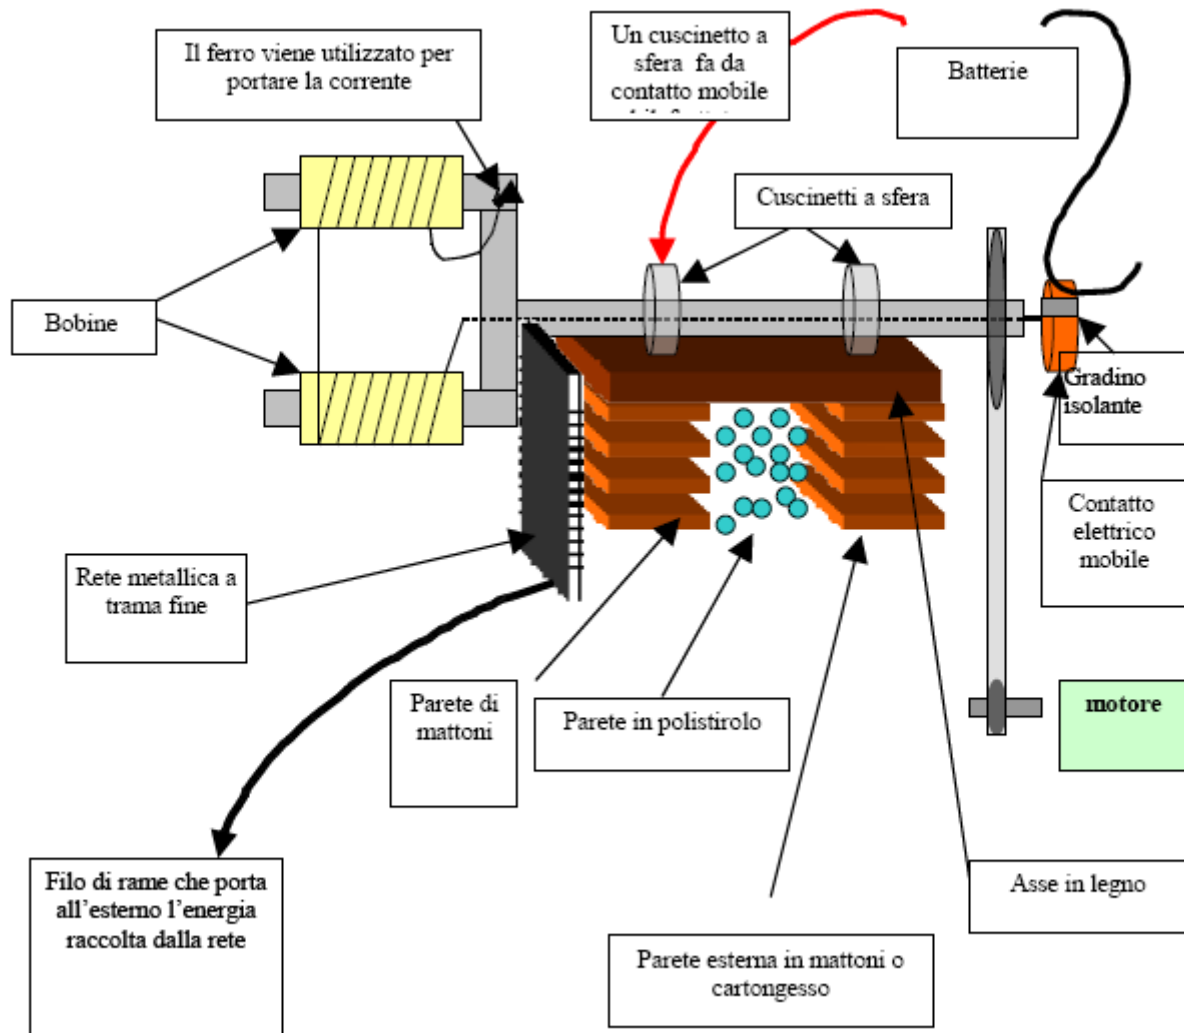 Il ferro viene utilizzato per
portare la corrente
Un cuscinetto a
sfera fa da
contatto mobile
Batterie
Cuscinetti a sfera
Bobine
Gradino
isolante
Contatto
elettrico
mobile
Rete metallica a
trama fine
Parete di
mattoni
Parete in polistirolo
motore
Filo di rame che porta
all’esterno l’energia
raccolta dalla rete
Asse in legno
Parete esterna in mattoni o
cartongesso